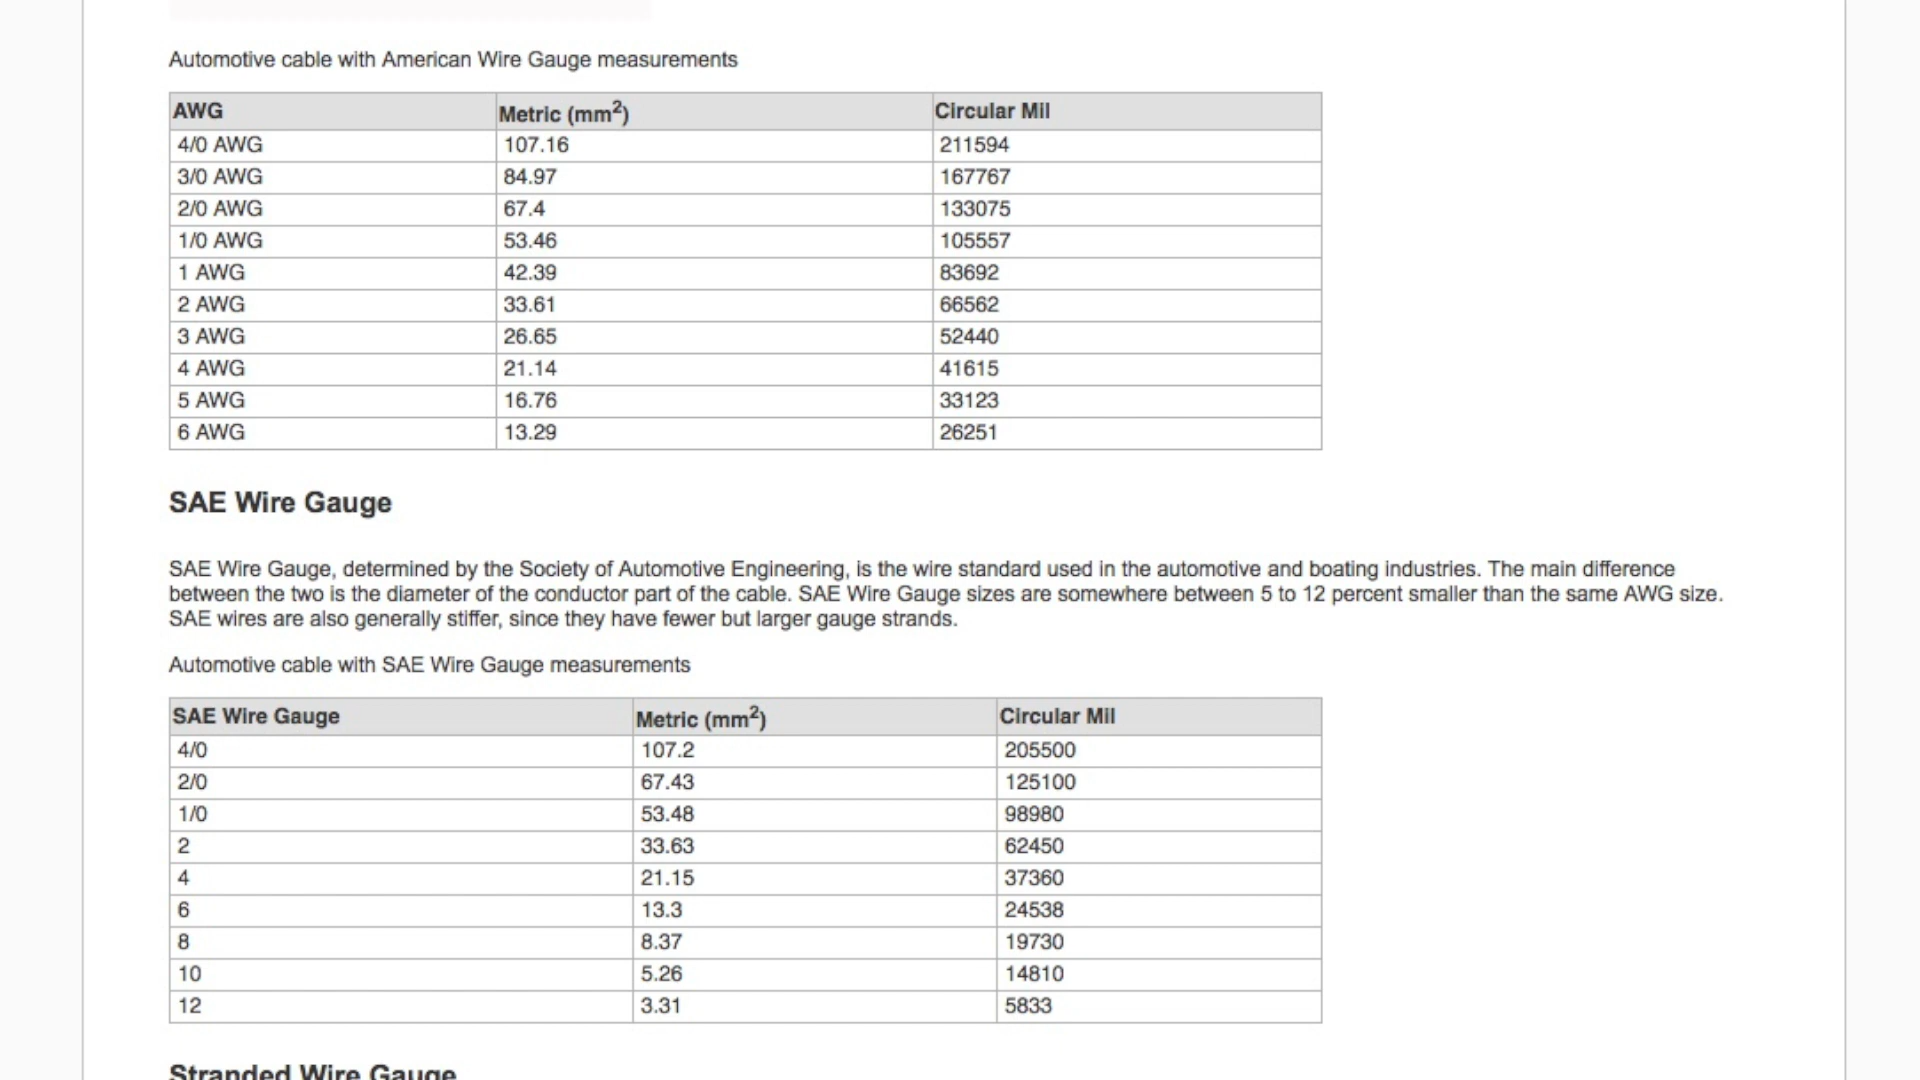 Automotive cable with American Wire Gauge measurements
AWG Metric (mm2) Circular Mil
4/0 AWG 107.16 211594
3/0 AWG 84.97 167767
2/0 AWG 67.4 133075
1/0 AWG 53.46 105557
1 AWG 42.39 83692
2 AWG 33.61 66562
3 AWG 26.65 52440
4 AWG 21.14 41615
5 AWG 16.76 33123
6 AWG 13.29 26251
SAE Wire Gauge
SAE Wire Gauge, determined by the Society of Automotive Engineering, is the wire standard used in the automotive and boating industries. The main difference
between the two is the diameter of the conductor part of the cable. SAE Wire Gauge sizes are somewhere between 5 to 12 percent smaller than the same AWG size.
SAE wires are also generally stiffer, since they have fewer but larger gauge strands.
Automotive cable with SAE Wire Gauge measurements
SAE Wire Gauge Metric (mm2) Circular Mil
4/0 107.2 205500
2/0 67.43 125100
1/0 53.48 98980
2 33.63 62450
4 21.15 37360
6 13.3 24538
8 8.37 19730
10 5.26 14810
12 3.31 5833
Stranded Wire Gauge